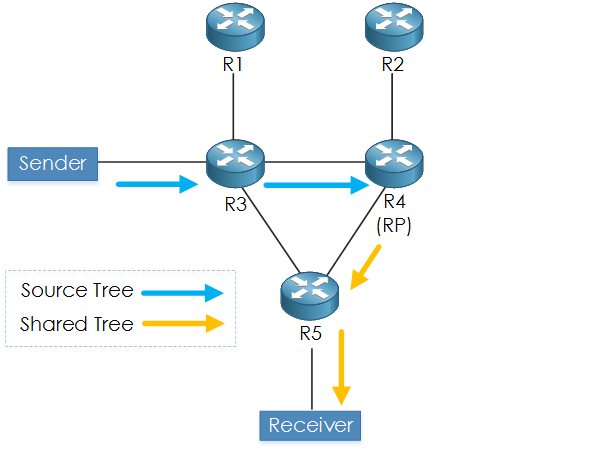 R1
R2
Sender
R3
R4
(RP)
Source Tree
Shared Tree
R5
Receiver